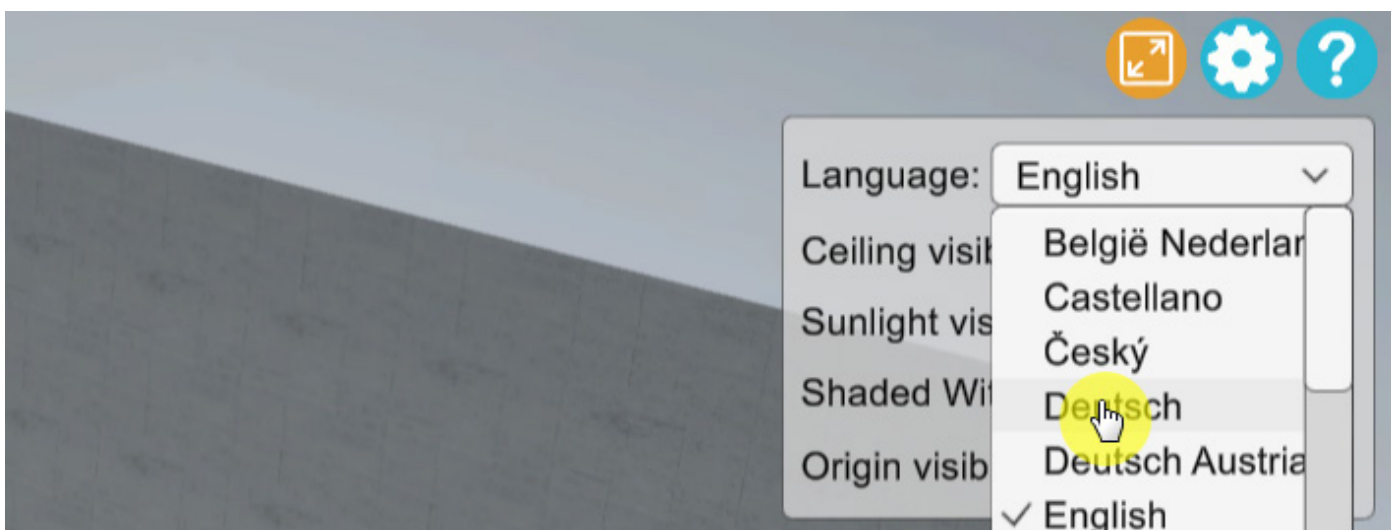 ?
Language: English
België Nederlar
Ceiling visib
Castellano
Sunlight vis
Český
Shaded Wit
Deutsch
Deutsch Austria
Origin visib
English